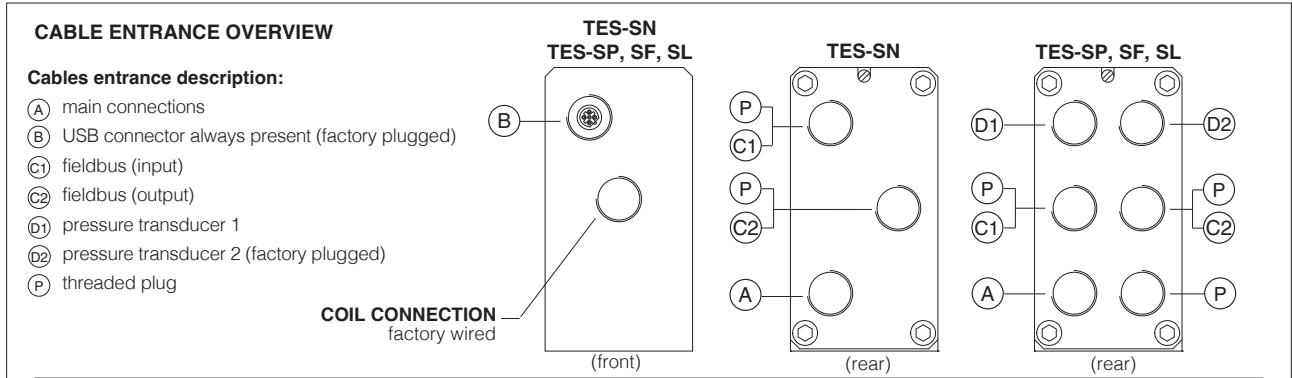 CABLE ENTRANCE OVERVIEW
Cables entrance description:
A main connections
B USB connector always present (factory plugged)
C1 fieldbus (input)
C2 fieldbus (output)
D1 pressure transducer 1
D2 pressure transducer 2 (factory plugged)
P threaded plug
TES-SN
TES-SP, SF, SL
B
COIL CONNECTION
factory wired
(front)
TES-SN
P
C1
P
C2
A
(rear)
TES-SP, SF, SL
D1
D2
P
C1
P
C2
A
P
(rear)